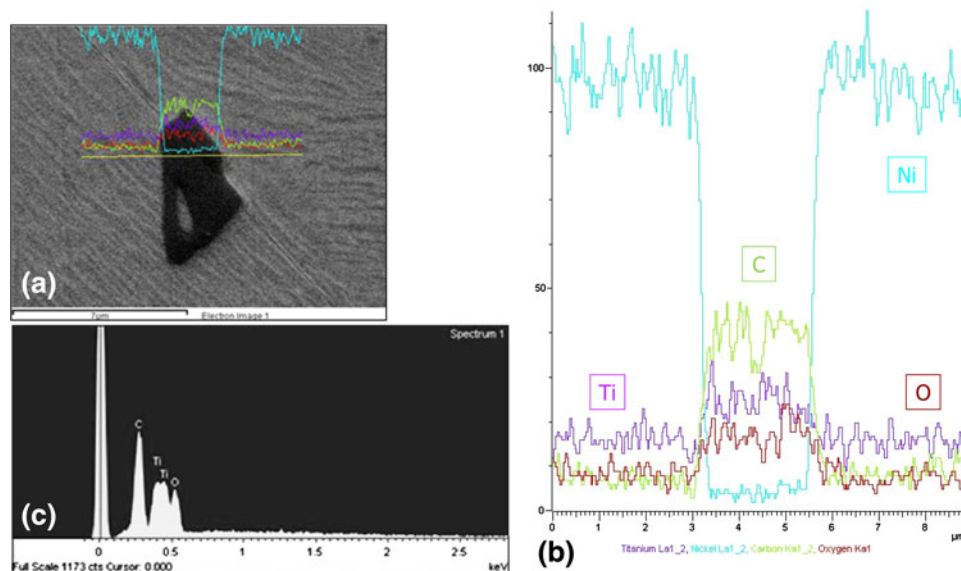 (a)
7µm
Electron Image 1
Spectrum 1
C
Ti
Ti
O
(c)
0
0.5
1
1.5
2
2.5
Full Scale 1173 cts Cursor: 0.000
keV
100
50
0
Ni
C
Ti
O
0
1
2
3
4
5
6
7
8
µm
(b)
Titanium La1_2, Nickel La1_2, Carbon Ka1_2, Oxygen Ka1